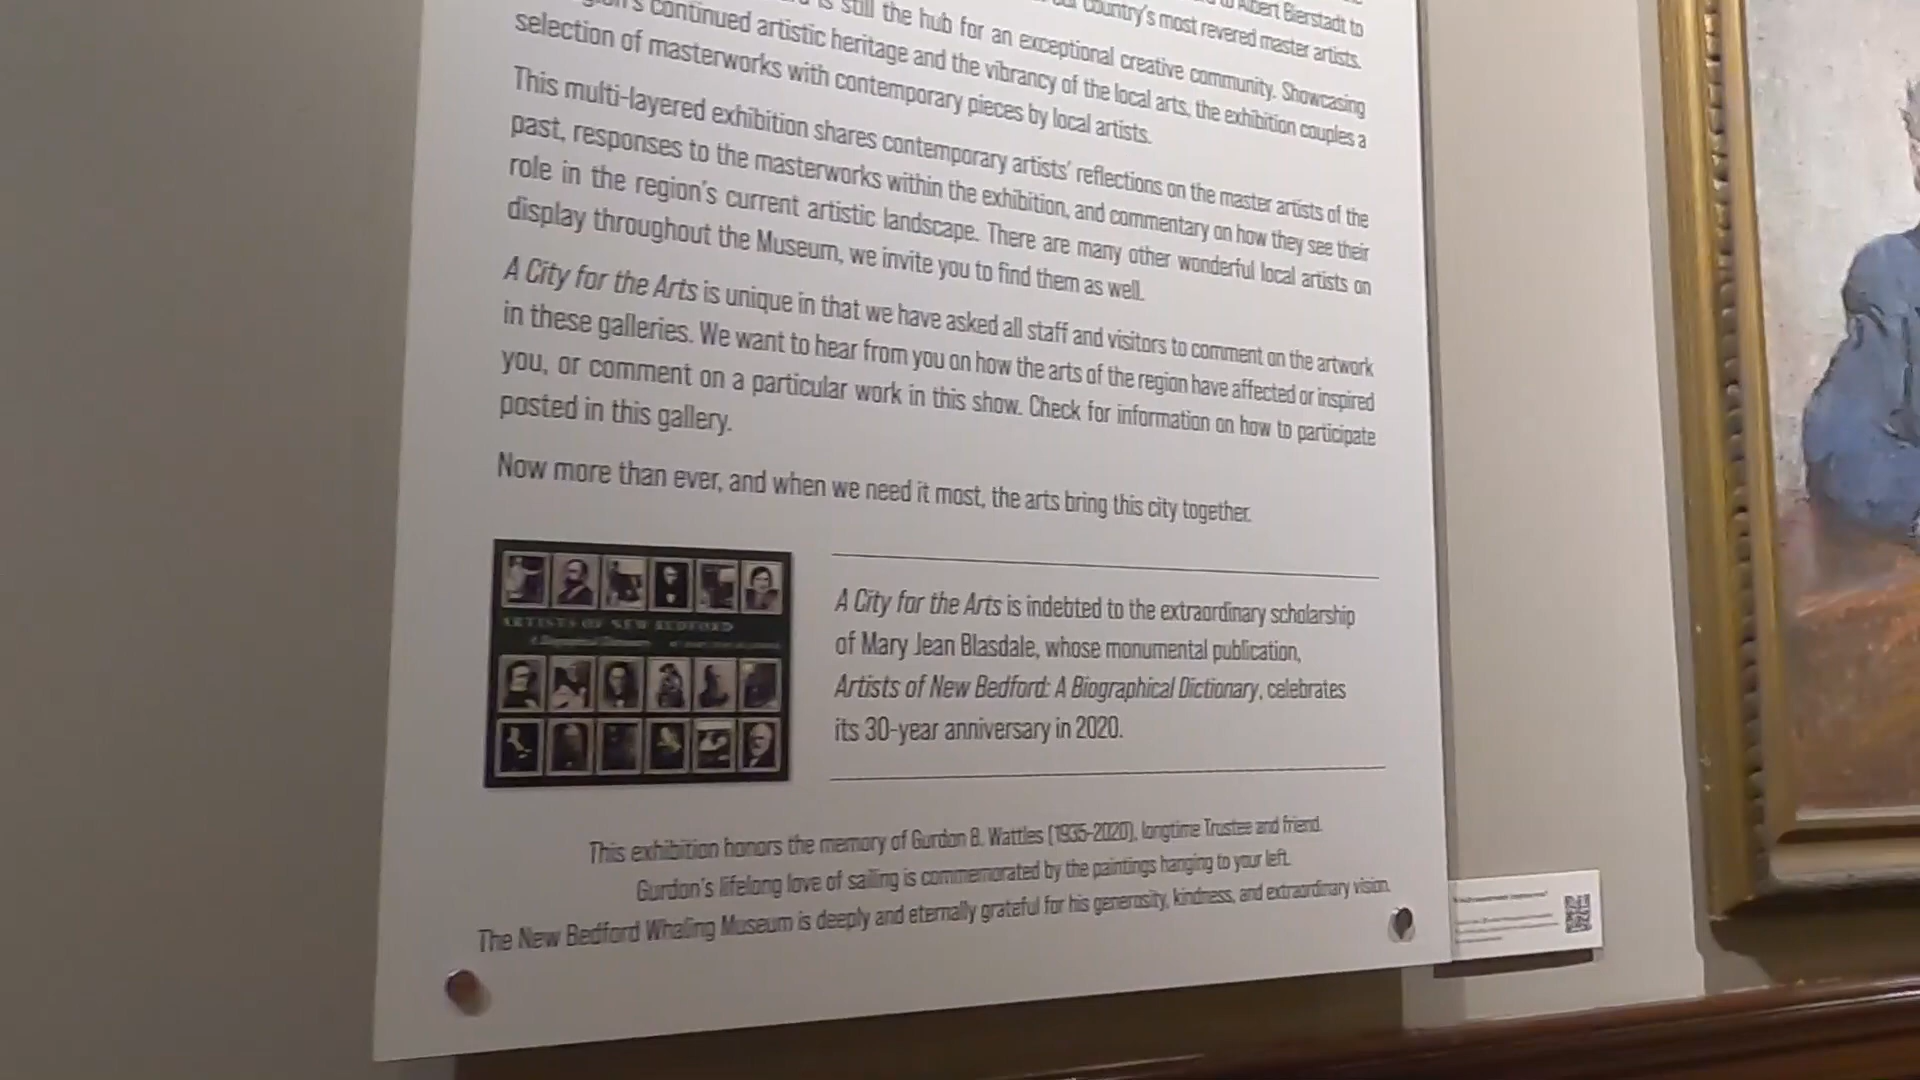 Albert Bierstadt to
country's most revered master artists.
is still the hub for an exceptional creative community. Showcasing
continued artistic heritage and the vibrancy of the local arts, the exhibition couples a
selection of masterworks with contemporary pieces by local artists.
This multi-layered exhibition shares contemporary artists' reflections on the master artists of the
past, responses to the masterworks within the exhibition, and commentary on how they see their
role in the region's current artistic landscape. There are many other wonderful local artists on
display throughout the Museum, we invite you to find them as well.
A City for the Arts is unique in that we have asked all staff and visitors to comment on the artwork
in these galleries. We want to hear from you on how the arts of the region have affected or inspired
you, or comment on a particular work in this show. Check for information on how to participate
posted in this gallery.
Now more than ever, and when we need it most, the arts bring this city together.
ARTISTS OF NEW BEDFORD
A Biographical Dictionary
A City for the Arts is indebted to the extraordinary scholarship
of Mary Jean Blasdale, whose monumental publication,
Artists of New Bedford: A Biographical Dictionary, celebrates
its 30-year anniversary in 2020.
This exhibition honors the memory of Gurdon B. Wattles (1935-2020), longtime Trustee and friend.
Gurdon's lifelong love of sailing is commemorated by the paintings hanging to your left.
The New Bedford Whaling Museum is deeply and eternally grateful for his generosity, kindness, and extraordinary vision.